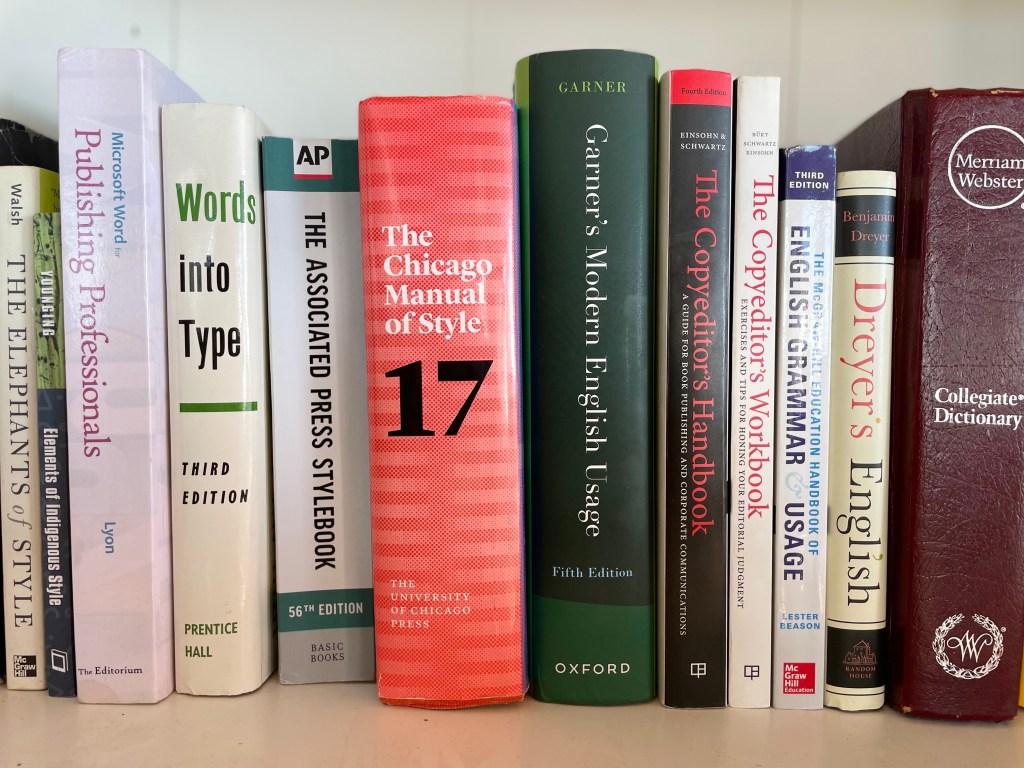 Walsh
THE ELEPHANTS of STYLE
Mc
Graw
Hill
YOUNGING
Elements of Indigenous Style
Microsoft Word for
Publishing Professionals
Lyon
The Editorium
Words
into
Type
THIRD
EDITION
PRENTICE
HALL
AP
THE ASSOCIATED PRESS STYLEBOOK
56TH EDITION
BASIC
BOOKS
The
Chicago
Manual
of Style
17
THE
UNIVERSITY
OF CHICAGO
PRESS
GARNER
Garner's Modern English Usage
Fifth Edition
OXFORD
Fourth Edition
EINSOHN &
SCHWARTZ
The Copyeditor's Handbook
A GUIDE FOR BOOK PUBLISHING AND CORPORATE COMMUNICATIONS
BÜKY
SCHWARTZ
EINSOHN
The Copyeditor's Workbook
EXERCISES AND TIPS FOR HONING YOUR EDITORIAL JUDGMENT
THIRD
EDITION
THE McGRAW-HILL EDUCATION HANDBOOK OF
ENGLISH GRAMMAR & USAGE
LESTER
BEASON
Mc
Graw
Hill
Education
Benjamin
Dreyer
Dreyer's English
RANDOM
HOUSE
Merriam
Webster
Collegiate®
Dictionary
W